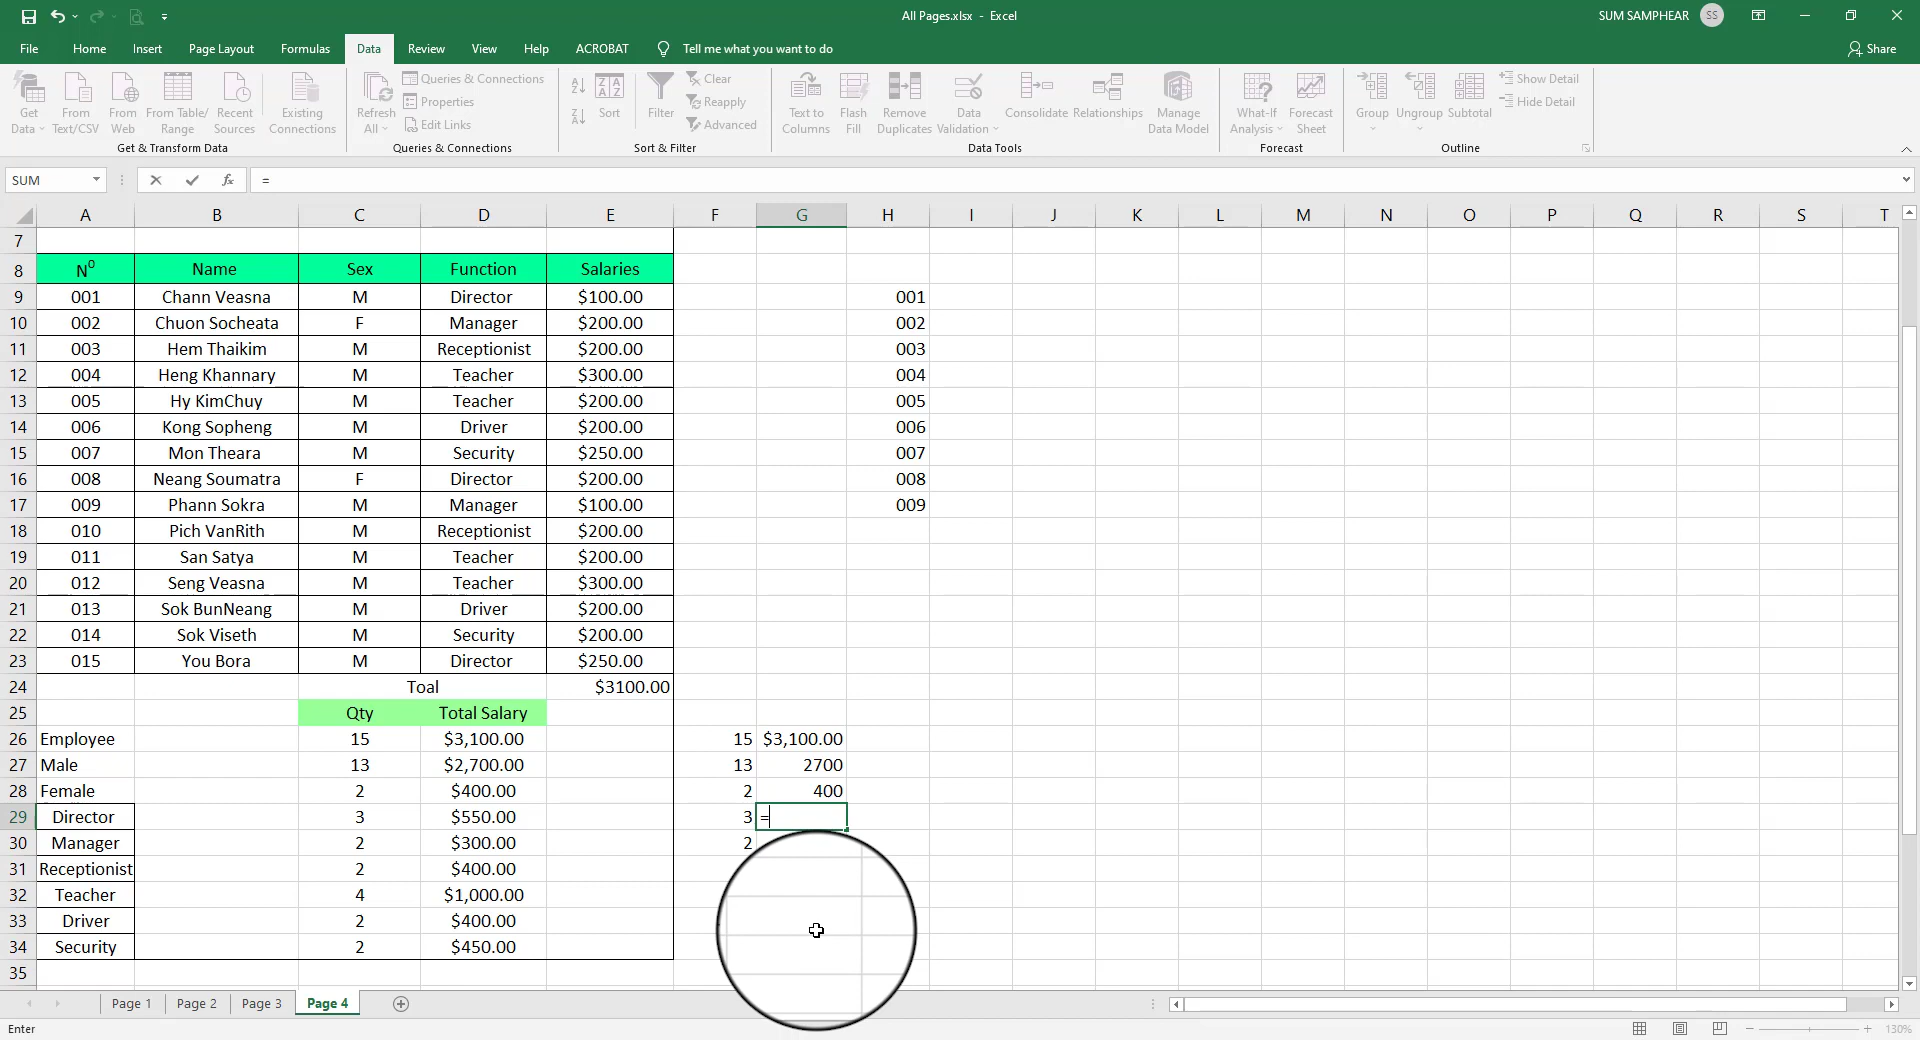 All Pages.xlsx - Excel
SUM SAMPHEAR SS
File Home Insert Page Layout Formulas Data Review View Help ACROBAT Tell me what you want to do Share
Get Data
From Text/CSV
From Web
From Table/ Range
Recent Sources
Existing Connections
Get & Transform Data
Refresh All
Queries & Connections
Properties
Edit Links
Queries & Connections
Sort
Filter
Clear
Reapply
Advanced
Sort & Filter
Text to Columns
Flash Fill
Remove Duplicates
Data Validation
Consolidate
Relationships
Manage Data Model
Data Tools
What-If Analysis
Forecast Sheet
Forecast
Group
Ungroup
Subtotal
Show Detail
Hide Detail
Outline
SUM fx =
A B C D E F G H I J K L M N O P Q R S T
7
8 N⁰ Name Sex Function Salaries
9 001 Chann Veasna M Director $100.00 001
10 002 Chuon Socheata F Manager $200.00 002
11 003 Hem Thaikim M Receptionist $200.00 003
12 004 Heng Khannary M Teacher $300.00 004
13 005 Hy KimChuy M Teacher $200.00 005
14 006 Kong Sopheng M Driver $200.00 006
15 007 Mon Theara M Security $250.00 007
16 008 Neang Soumatra F Director $200.00 008
17 009 Phann Sokra M Manager $100.00 009
18 010 Pich VanRith M Receptionist $200.00
19 011 San Satya M Teacher $200.00
20 012 Seng Veasna M Teacher $300.00
21 013 Sok BunNeang M Driver $200.00
22 014 Sok Viseth M Security $200.00
23 015 You Bora M Director $250.00
24 Toal $3100.00
25 Qty Total Salary
26 Employee 15 $3,100.00 15 $3,100.00
27 Male 13 $2,700.00 13 2700
28 Female 2 $400.00 2 400
29 Director 3 $550.00 3 =
30 Manager 2 $300.00 2
31 Receptionist 2 $400.00
32 Teacher 4 $1,000.00
33 Driver 2 $400.00
34 Security 2 $450.00
35
Page 1 Page 2 Page 3 Page 4
Enter 130%